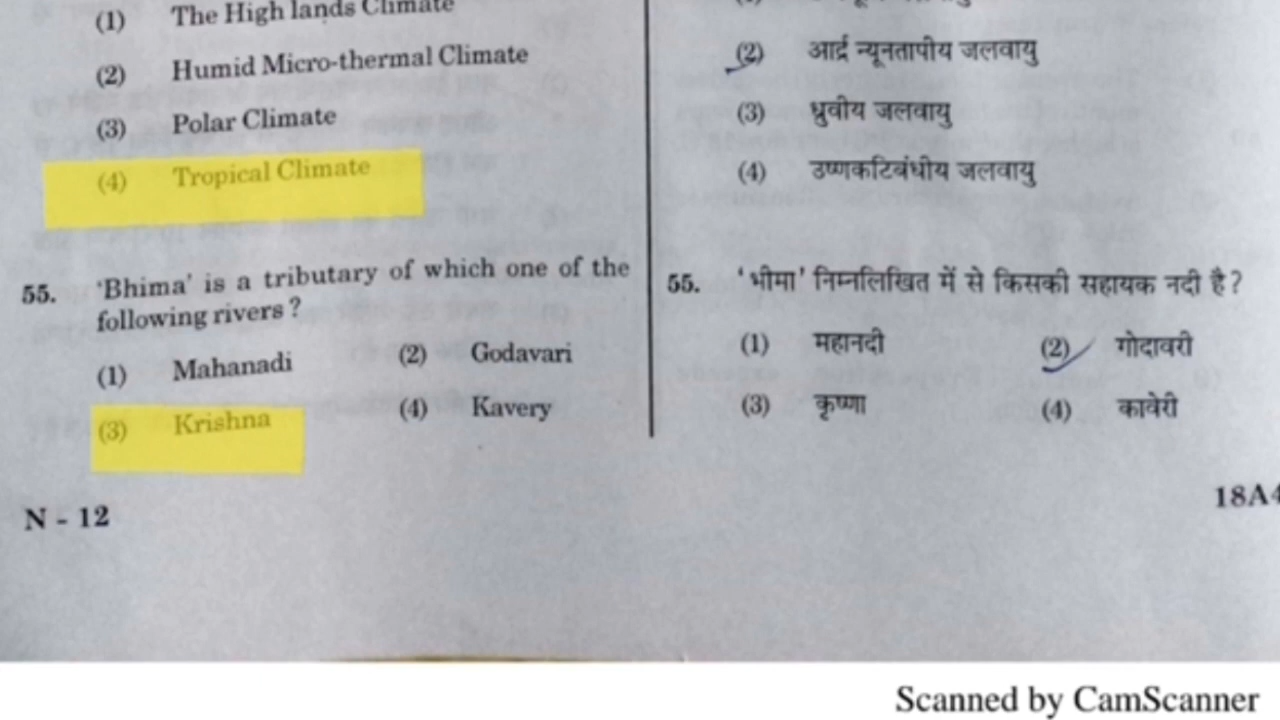 (1) The High lands Climate
(2) Humid Micro-thermal Climate
(3) Polar Climate
(4) Tropical Climate
55. 'Bhima' is a tributary of which one of the
following rivers ?
(1) Mahanadi (2) Godavari
(3) Krishna (4) Kavery
N - 12
(2) आर्द्र न्यूनतापीय जलवायु
(3) ध्रुवीय जलवायु
(4) उष्णकटिबंधीय जलवायु
55. 'भीमा' निम्नलिखित में से किसकी सहायक नदी है ?
(1) महानदी (2) गोदावरी
(3) कृष्णा (4) कावेरी
18A4
Scanned by CamScanner